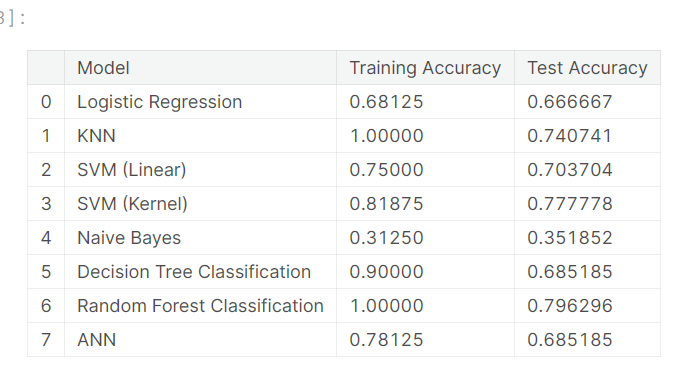 3]:
Model Training Accuracy Test Accuracy
0 Logistic Regression 0.68125 0.666667
1 KNN 1.00000 0.740741
2 SVM (Linear) 0.75000 0.703704
3 SVM (Kernel) 0.81875 0.777778
4 Naive Bayes 0.31250 0.351852
5 Decision Tree Classification 0.90000 0.685185
6 Random Forest Classification 1.00000 0.796296
7 ANN 0.78125 0.685185